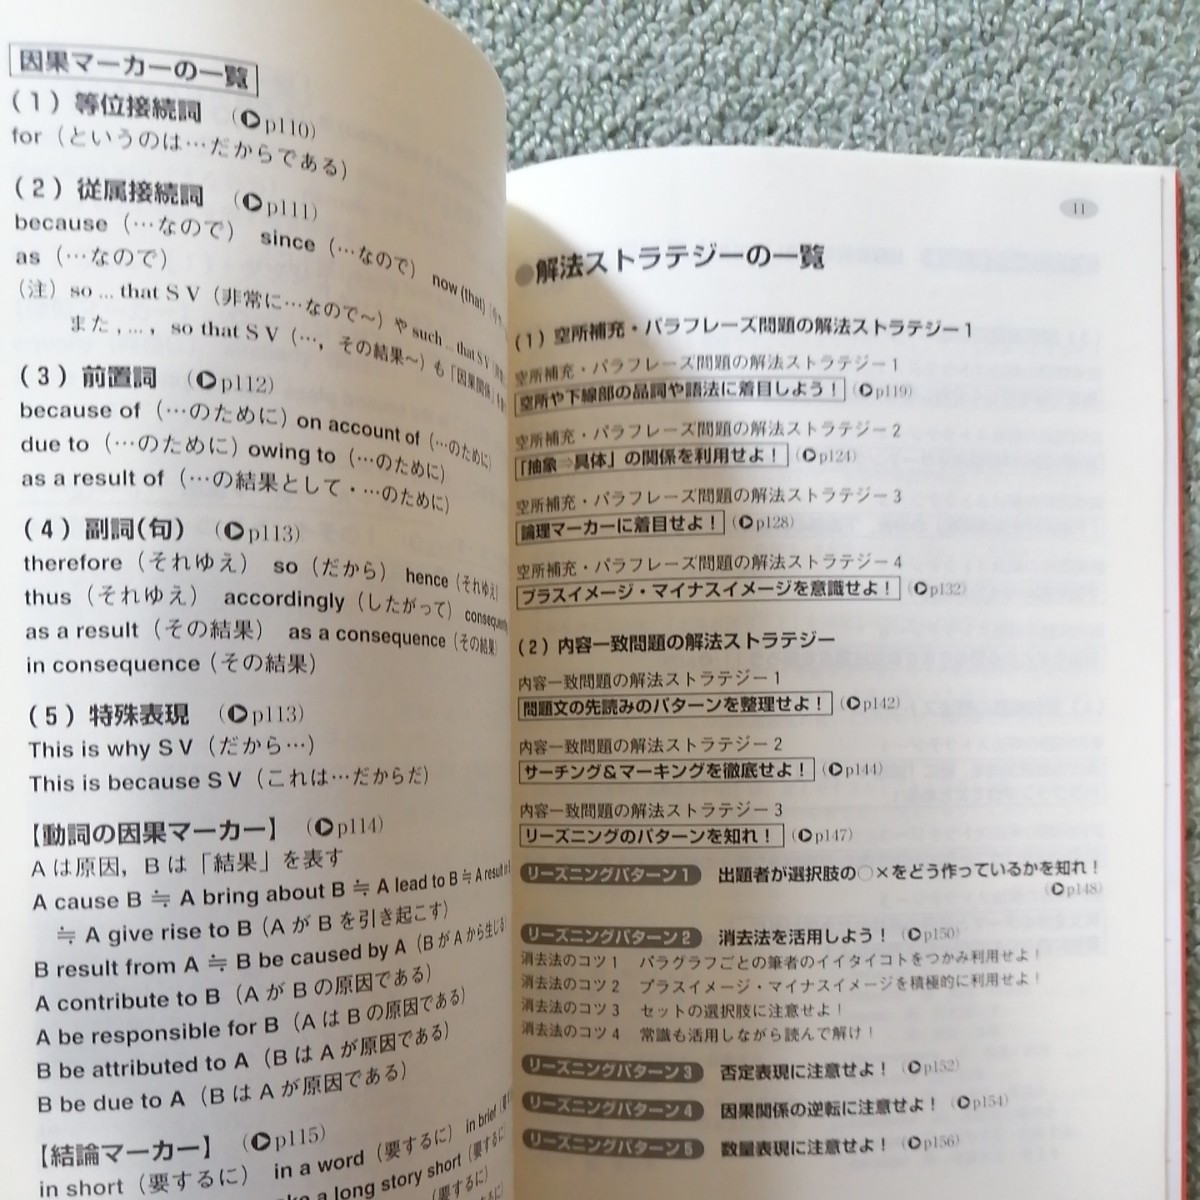 因果マーカーの一覧
(1) 等位接続詞 (▶p110)
for (というのは…だからである)
(2) 従属接続詞 (▶p111)
because (…なので) since (…なので) now (that)
as (…なので)
(注) so ... that S V (非常に…なので〜) や such ... that S V
また , ... , so that S V (…, その結果〜) も「因果関係」を
(3) 前置詞 (▶p112)
because of (…のために) on account of (…のために)
due to (…のために) owing to (…のために)
as a result of (…の結果として・…のために)
(4) 副詞(句) (▶p113)
therefore (それゆえ) so (だから) hence (それゆえ)
thus (それゆえ) accordingly (したがって) consequently
as a result (その結果) as a consequence (その結果)
in consequence (その結果)
(5) 特殊表現 (▶p113)
This is why S V (だから…)
This is because S V (これは…だからだ)
【動詞の因果マーカー】 (▶p114)
Aは原因, Bは「結果」を表す
A cause B ≒ A bring about B ≒ A lead to B ≒ A result in
≒ A give rise to B (A が B を引き起こす)
B result from A ≒ B be caused by A (B が A から生じる)
A contribute to B (A が B の原因である)
A be responsible for B (A は B の原因である)
B be attributed to A (B は A が原因である)
B be due to A (B は A が原因である)
【結論マーカー】 (▶p115)
in short (要するに) in a word (要するに) in brief
a long story short (要するに)
(要するに)
11
●解法ストラテジーの一覧
(1) 空所補充・パラフレーズ問題の解法ストラテジー1
空所補充・パラフレーズ問題の解法ストラテジー1
空所や下線部の品詞や語法に着目しよう! (▶p119)
空所補充・パラフレーズ問題の解法ストラテジー2
「抽象⇒具体」の関係を利用せよ! (▶p124)
空所補充・パラフレーズ問題の解法ストラテジー3
論理マーカーに着目せよ! (▶p128)
空所補充・パラフレーズ問題の解法ストラテジー4
プラスイメージ・マイナスイメージを意識せよ! (▶p132)
(2) 内容一致問題の解法ストラテジー
内容一致問題の解法ストラテジー1
問題文の先読みのパターンを整理せよ! (▶p142)
内容一致問題の解法ストラテジー2
サーチング&マーキングを徹底せよ! (▶p144)
内容一致問題の解法ストラテジー3
リーズニングのパターンを知れ! (▶p147)
リーズニングパターン1 出題者が選択肢の○×をどう作っているかを知れ!
(▶p148)
リーズニングパターン2 消去法を活用しよう! (▶p150)
消去法のコツ1 パラグラフごとの筆者のイイタイコトをつかみ利用せよ!
消去法のコツ2 プラスイメージ・マイナスイメージを積極的に利用せよ!
消去法のコツ3 セットの選択肢に注意せよ!
消去法のコツ4 常識も活用しながら読んで解け!
リーズニングパターン3 否定表現に注意せよ! (▶p152)
リーズニングパターン4 因果関係の逆転に注意せよ! (▶p154)
リーズニングパターン5 数量表現に注意せよ! (▶p156)